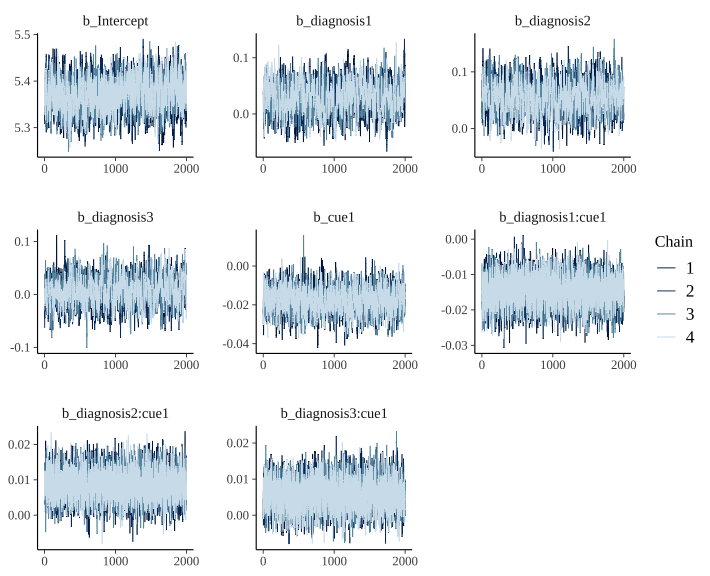 b_Intercept b_diagnosis1 b_diagnosis2
5.5
5.4
5.3
0 1000 2000
0.1
0.0
0 1000 2000
0.1
0.0
0 1000 2000
b_diagnosis3 b_cue1 b_diagnosis1:cue1
0.1
0.0
-0.1
0 1000 2000
0.00
-0.02
-0.04
0 1000 2000
0.00
-0.01
-0.02
-0.03
0 1000 2000
Chain
1
2
3
4
b_diagnosis2:cue1 b_diagnosis3:cue1
0.02
0.01
0.00
0 1000 2000
0.02
0.01
0.00
0 1000 2000